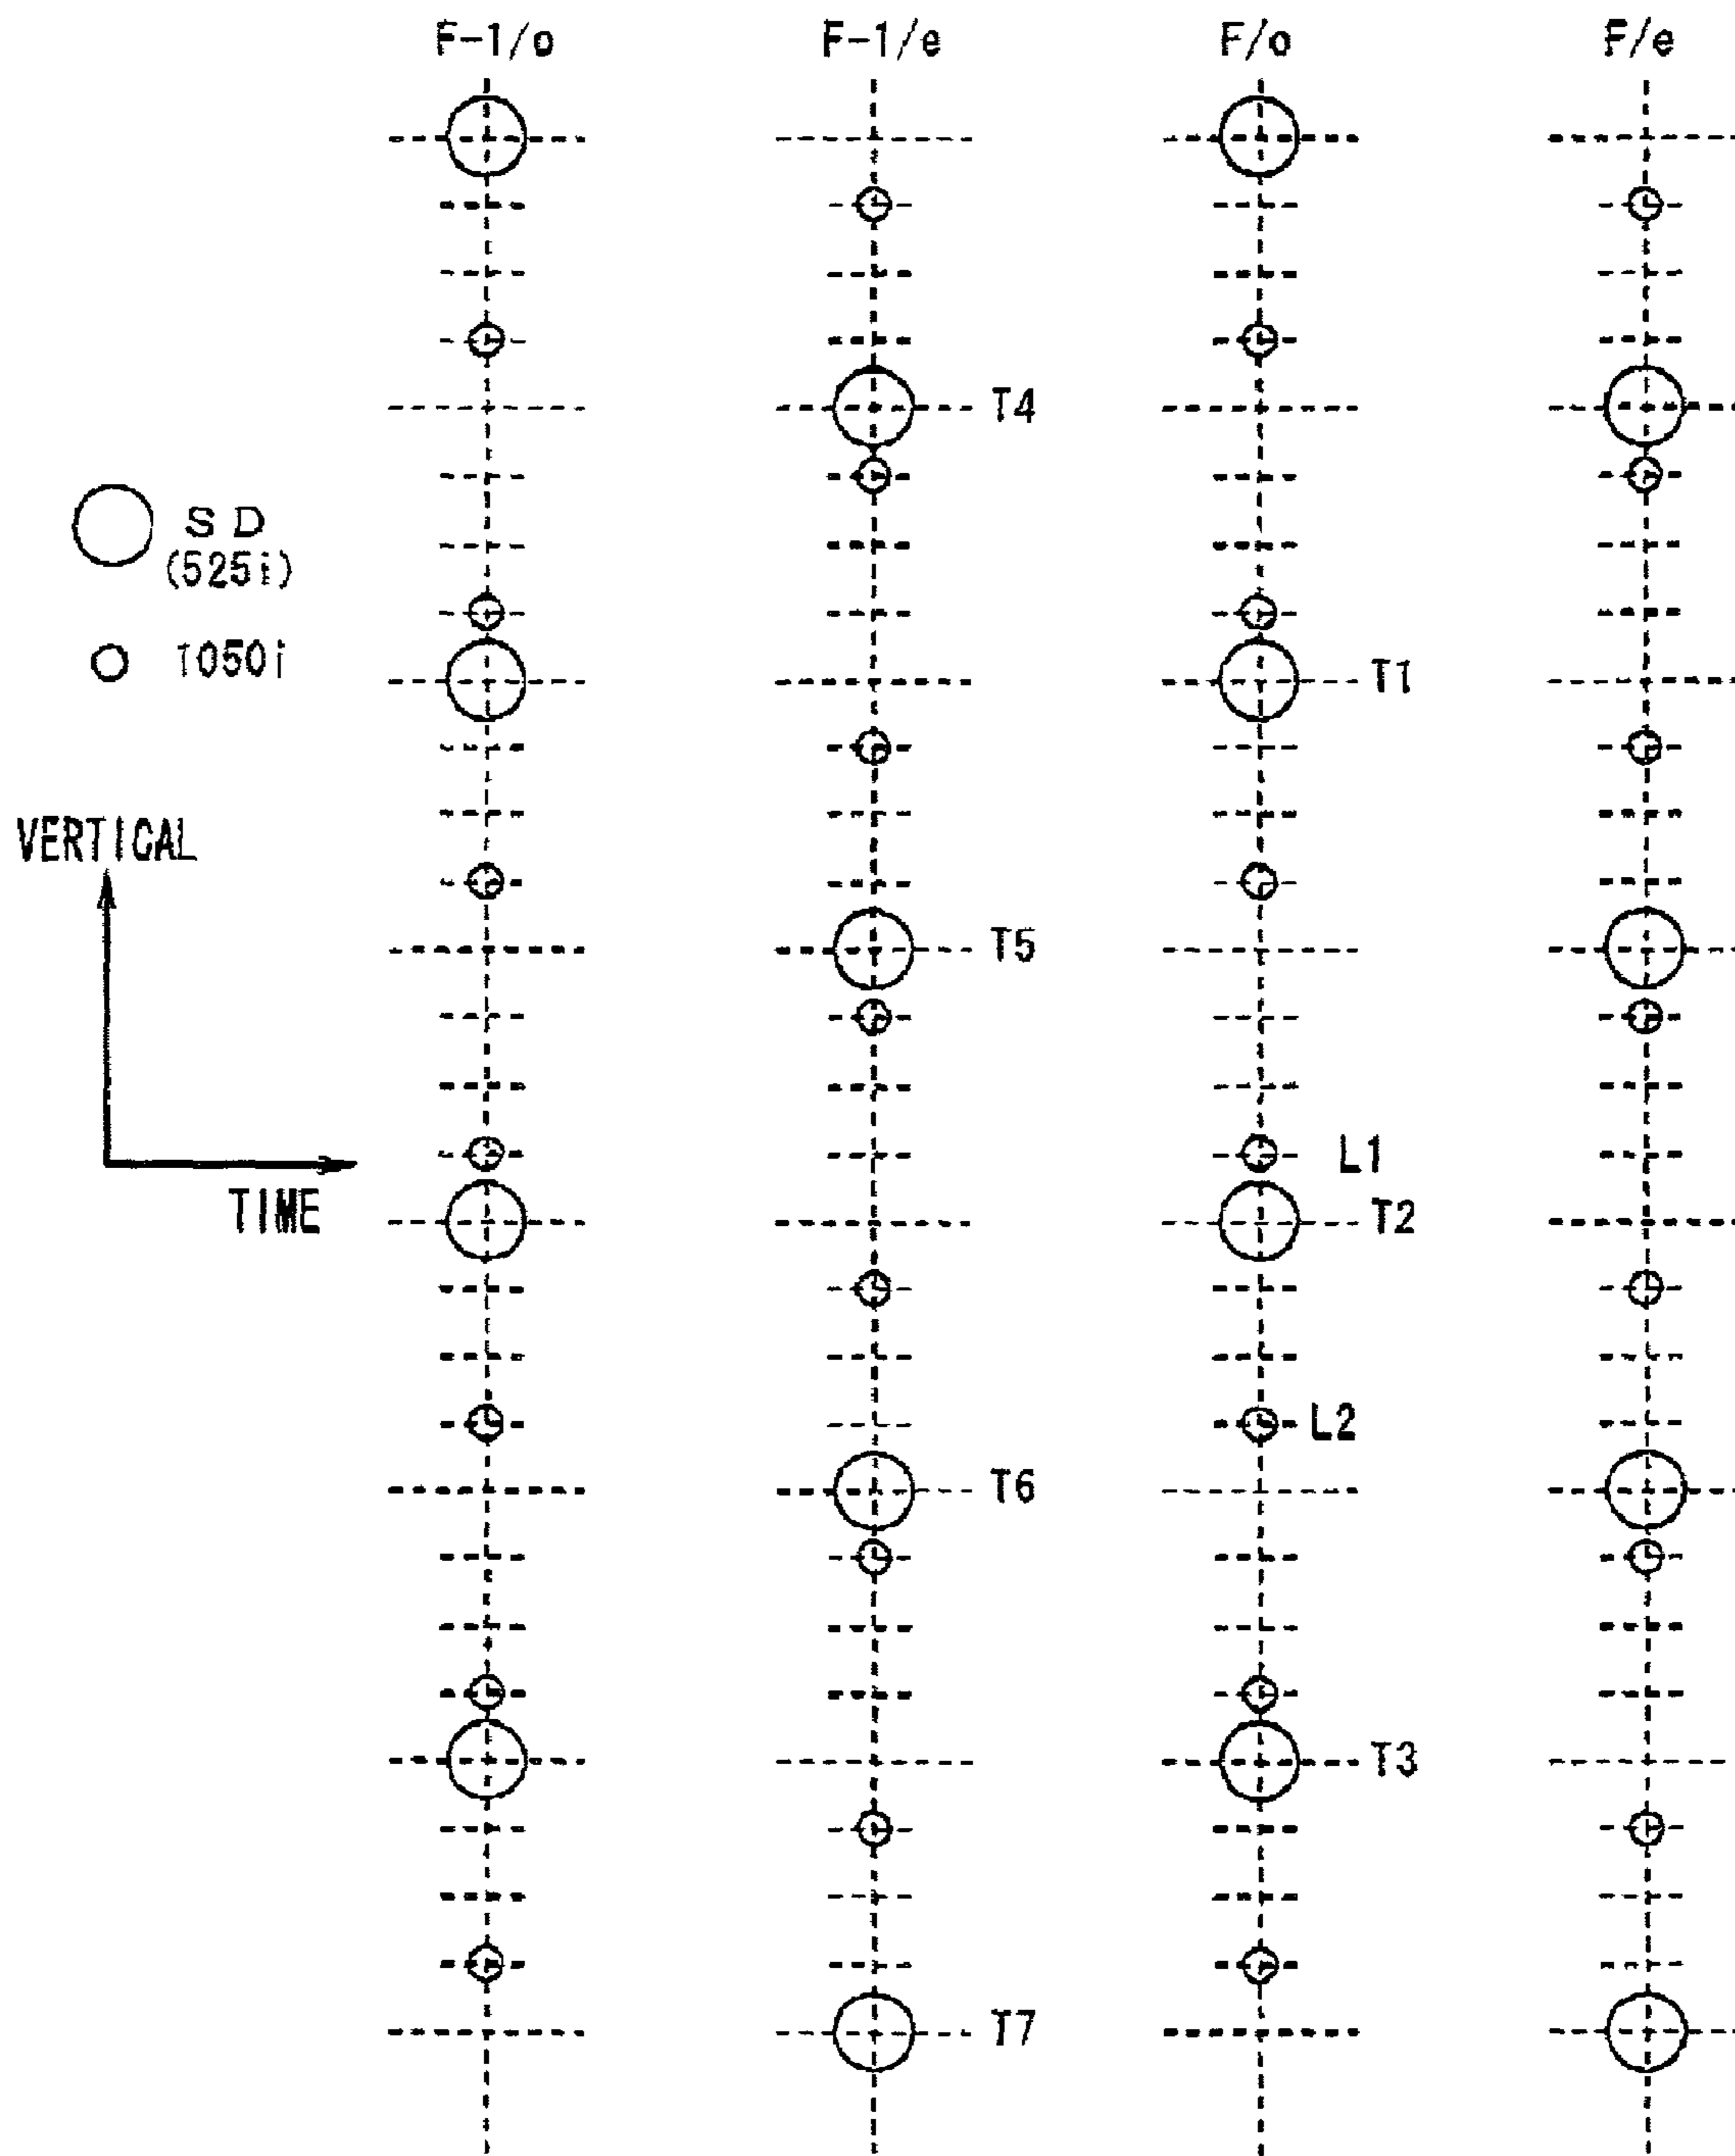 F-1/o F-1/e F/o F/e
T4
SD
(525i)
1050i
T1
VERTICAL
T5
L1
TIME
T2
L2
T6
T3
T7